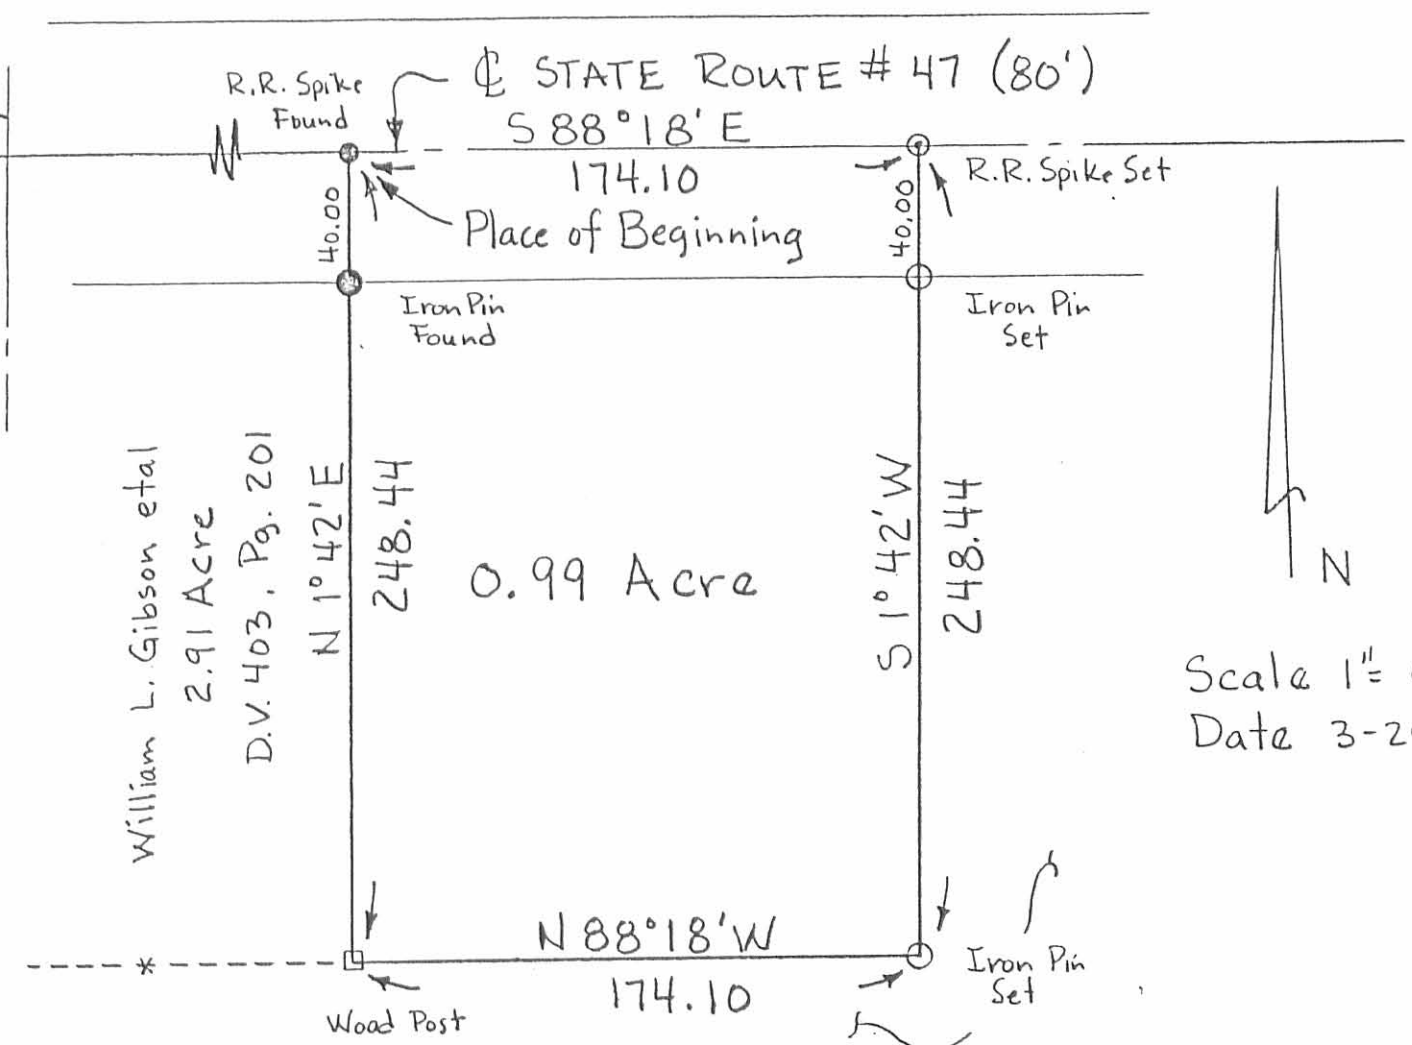 ℄ STATE ROUTE # 47 (80')
R.R. Spike
Found
S 88°18' E
174.10
R.R. Spike Set
Place of Beginning
40.00
40.00
Iron Pin
Found
Iron Pin
Set
William L. Gibson etal
2.91 Acre
D.V. 403, Pg. 201
N 1°42' E
248.44
0.99 Acre
S 1°42' W
248.44
N
Scale 1"=
Date 3-2
N 88°18' W
174.10
Wood Post
Iron Pin
Set